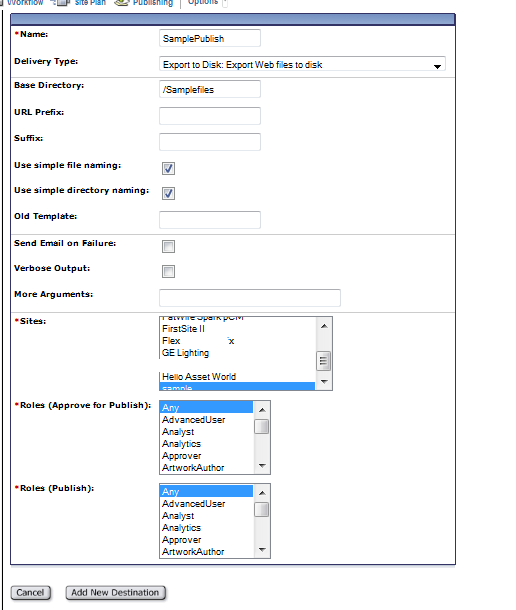 Workflow Site Plan Publishing Options
*Name: SamplePublish
Delivery Type: Export to Disk: Export Web files to disk
Base Directory: /Samplefiles
URL Prefix:
Suffix:
Use simple file naming:
Use simple directory naming:
Old Template:
Send Email on Failure:
Verbose Output:
More Arguments:
*Sites: FatWire Spark pCM
FirstSite II
Flex x
GE Lighting
Hello Asset World
sample
*Roles (Approve for Publish): Any
AdvancedUser
Analyst
Analytics
Approver
ArtworkAuthor
*Roles (Publish): Any
AdvancedUser
Analyst
Analytics
Approver
ArtworkAuthor
Cancel Add New Destination